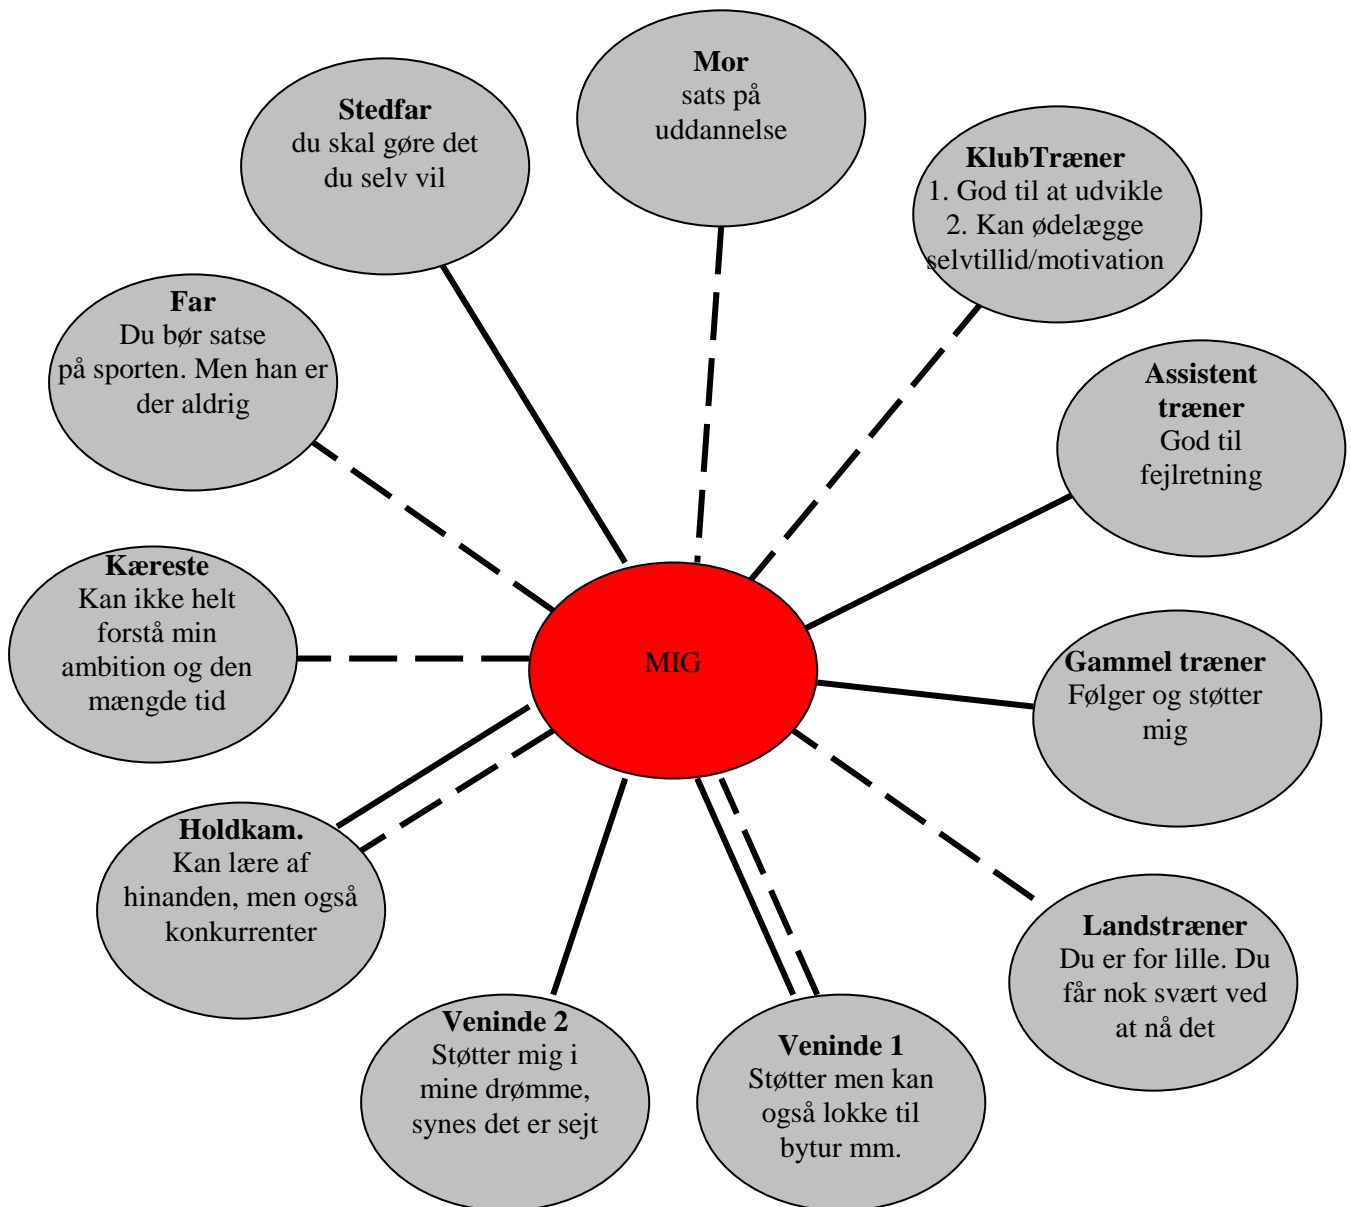 Mor
sats på
uddannelse
Stedfar
du skal gøre det
du selv vil
KlubTræner
1. God til at udvikle
2. Kan ødelægge
selvtillid/motivation
Far
Du bør satse
på sporten. Men han er
der aldrig
Assistent
træner
God til
fejlretning
Kæreste
Kan ikke helt
forstå min
ambition og den
mængde tid
MIG
Gammel træner
Følger og støtter
mig
Holdkam.
Kan lære af
hinanden, men også
konkurrenter
Landstræner
Du er for lille. Du
får nok svært ved
at nå det
Veninde 2
Støtter mig i
mine drømme,
synes det er sejt
Veninde 1
Støtter men kan
også lokke til
bytur mm.